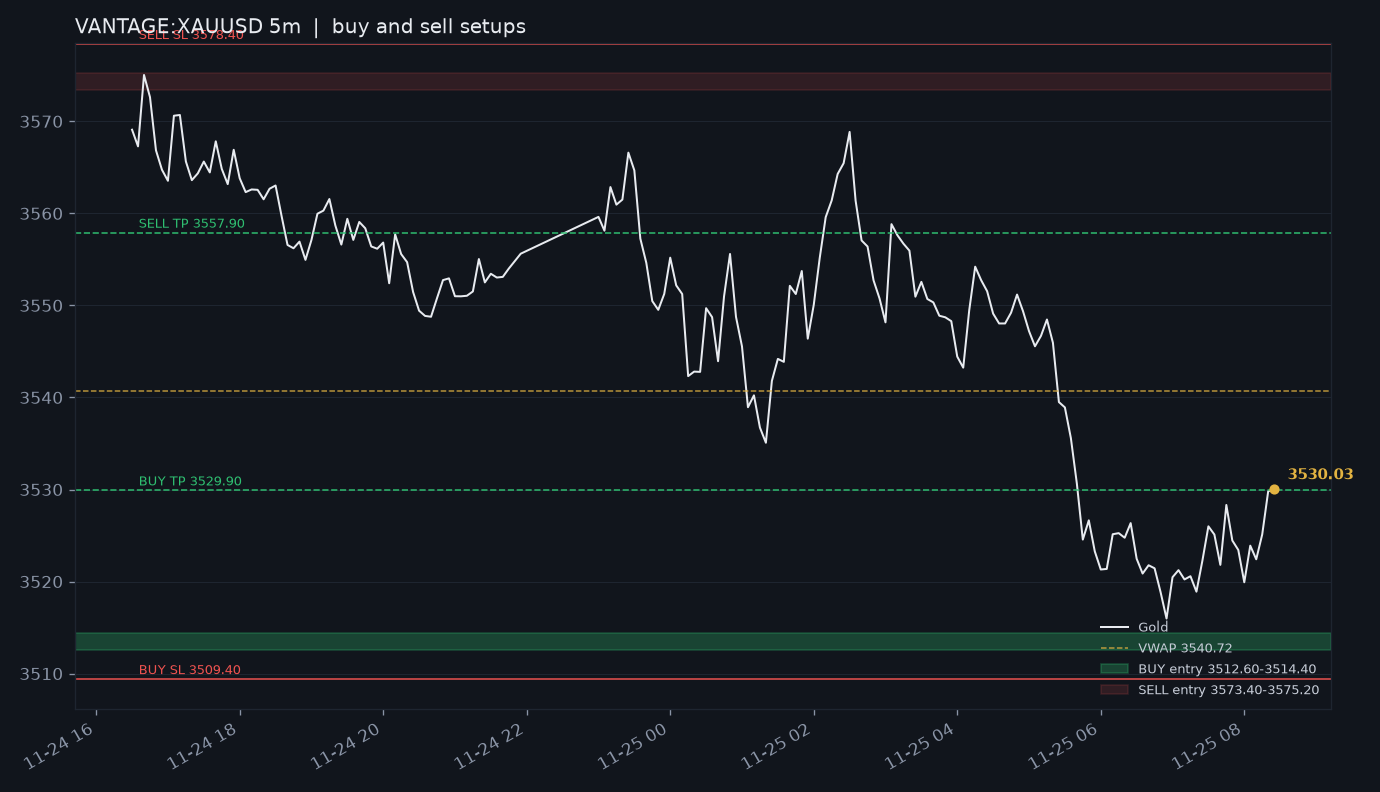 VANTAGE:XAUUSD 5m | buy and sell setups
SELL SL 3578.40
3570
SELL TP 3557.90
3560
3550
3540
3530.03
BUY TP 3529.90
3530
3520
BUY SL 3509.40
3510
Gold
VWAP 3540.72
BUY entry 3512.60-3514.40
SELL entry 3573.40-3575.20
11-24 16
11-24 18
11-24 20
11-24 22
11-25 00
11-25 02
11-25 04
11-25 06
11-25 08